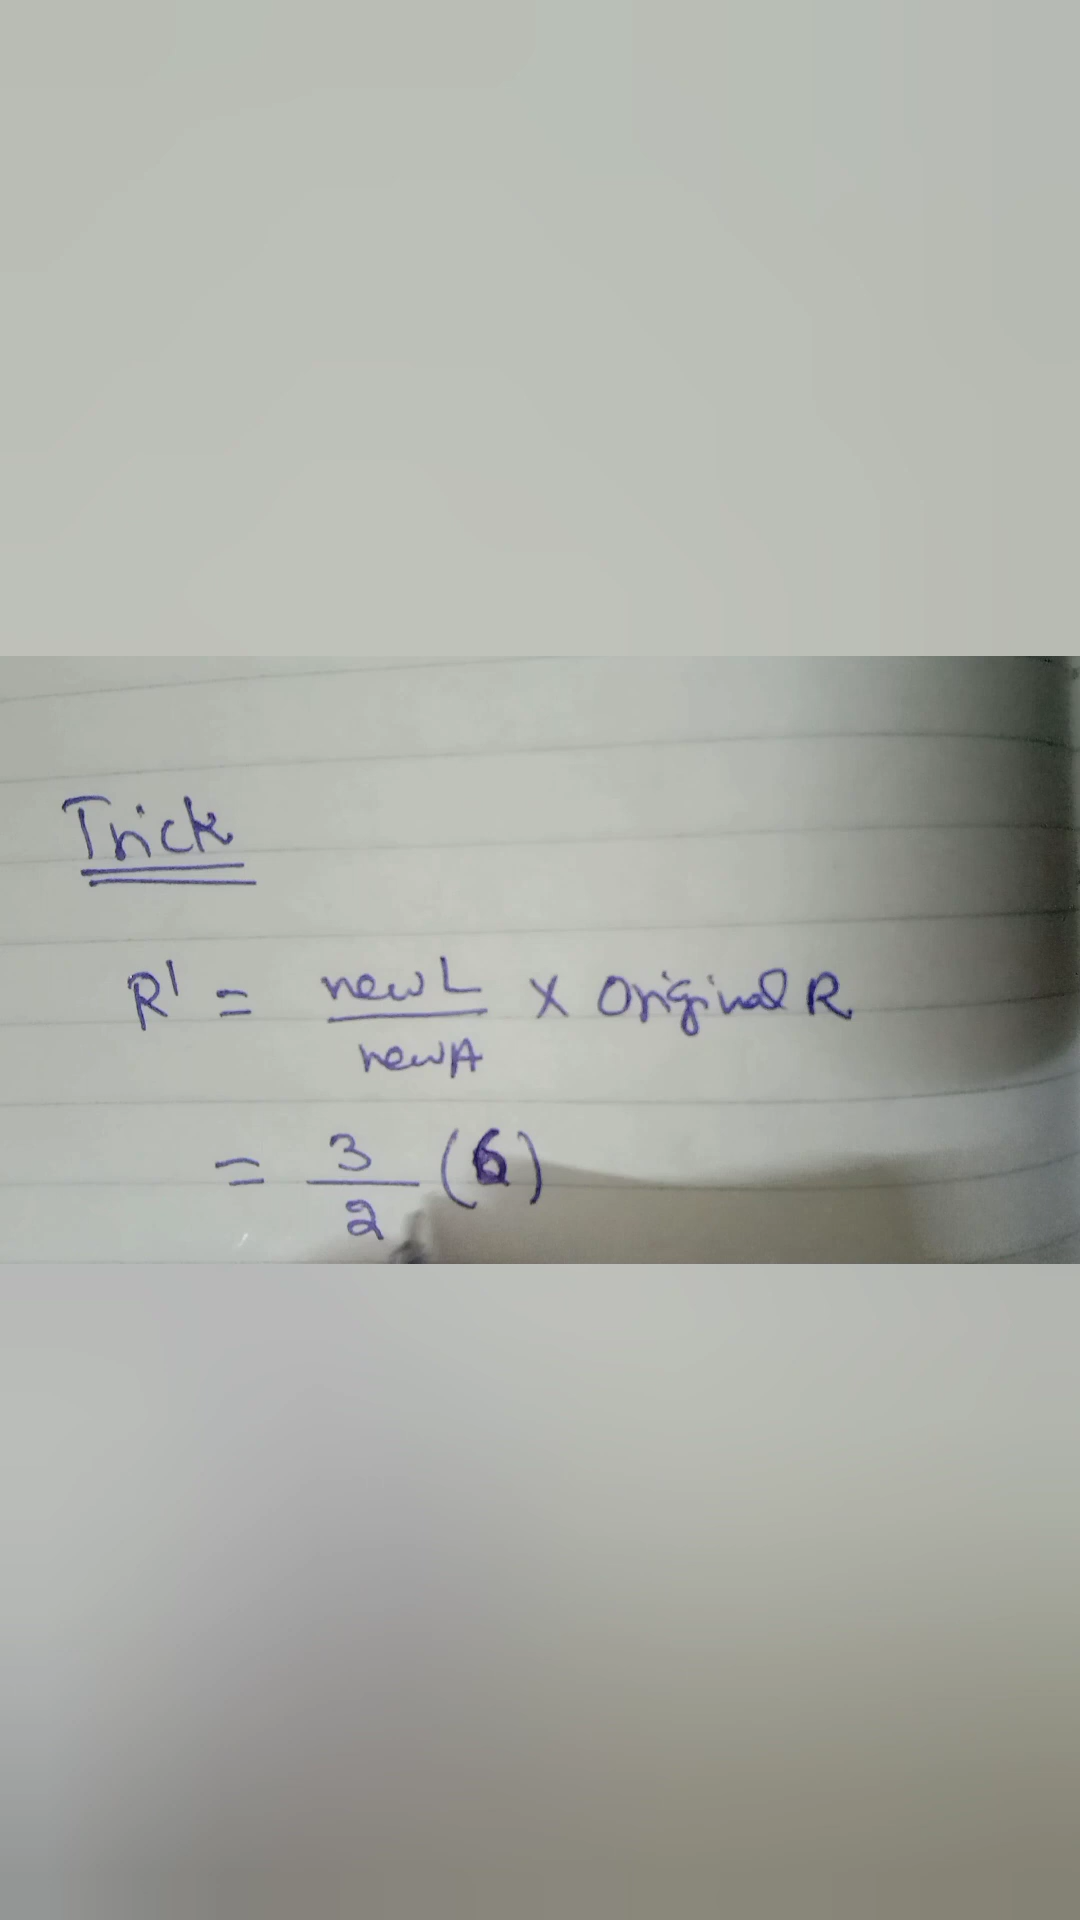 Trick
R' = new L / new A × Original R
= 3 / 2 (6)